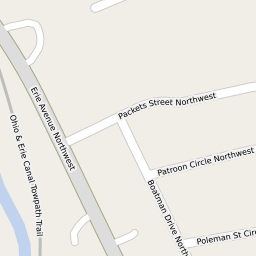 Packets Street Northwest
Erie Avenue Northwest
Ohio & Erie Canal Towpath Trail
Patroon Circle Northwest
Boatman Drive North
Poleman St Circ